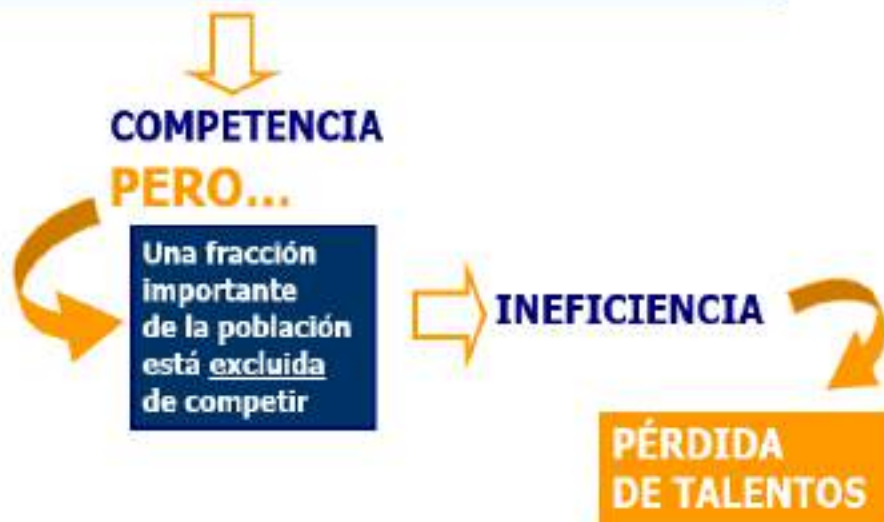 COMPETENCIA
PERO...
Una fracción
importante
de la población
está excluida
de competir
INEFICIENCIA
PÉRDIDA
DE TALENTOS